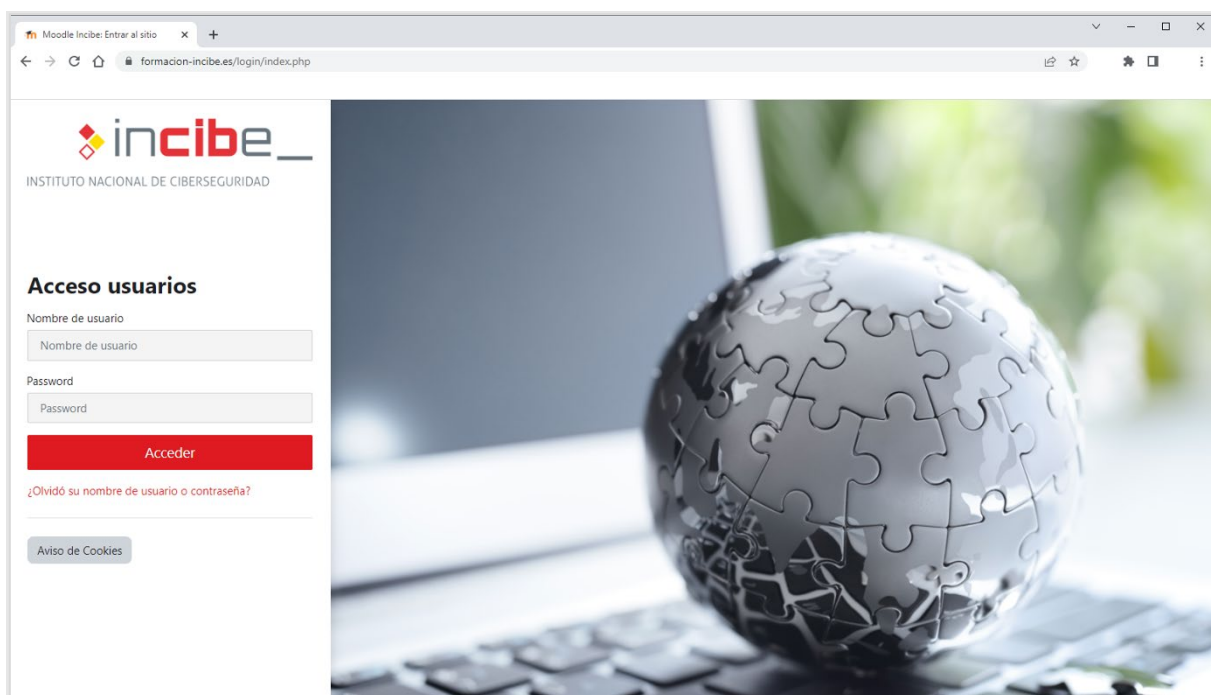 Moodle Incibe: Entrar al sitio
formacion-incibe.es/login/index.php
incibe_
INSTITUTO NACIONAL DE CIBERSEGURIDAD
Acceso usuarios
Nombre de usuario
Nombre de usuario
Password
Password
Acceder
¿Olvidó su nombre de usuario o contraseña?
Aviso de Cookies